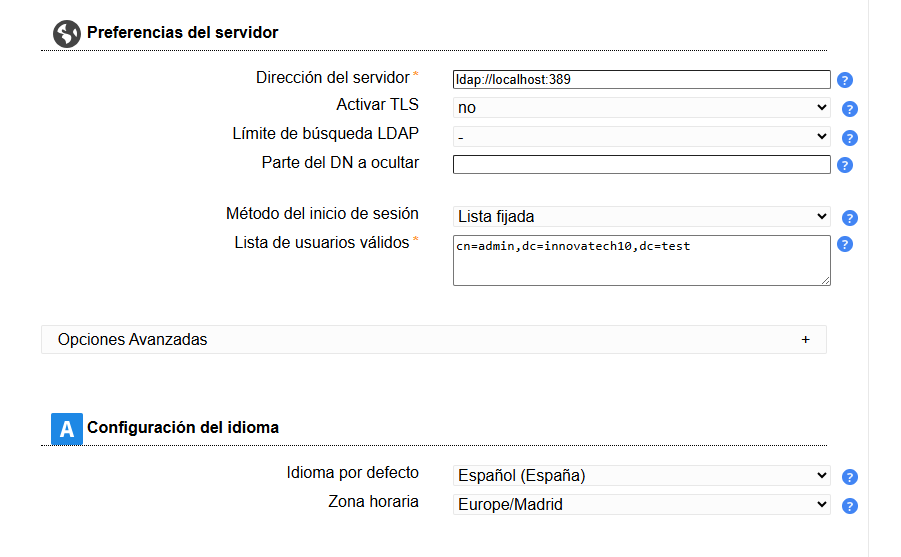 Preferencias del servidor
Dirección del servidor* ldap://localhost:389 ?
Activar TLS no ?
Límite de búsqueda LDAP - ?
Parte del DN a ocultar ?
Método del inicio de sesión Lista fijada ?
Lista de usuarios válidos* cn=admin,dc=innovatech10,dc=test ?
Opciones Avanzadas +
A Configuración del idioma
Idioma por defecto Español (España) ?
Zona horaria Europe/Madrid ?